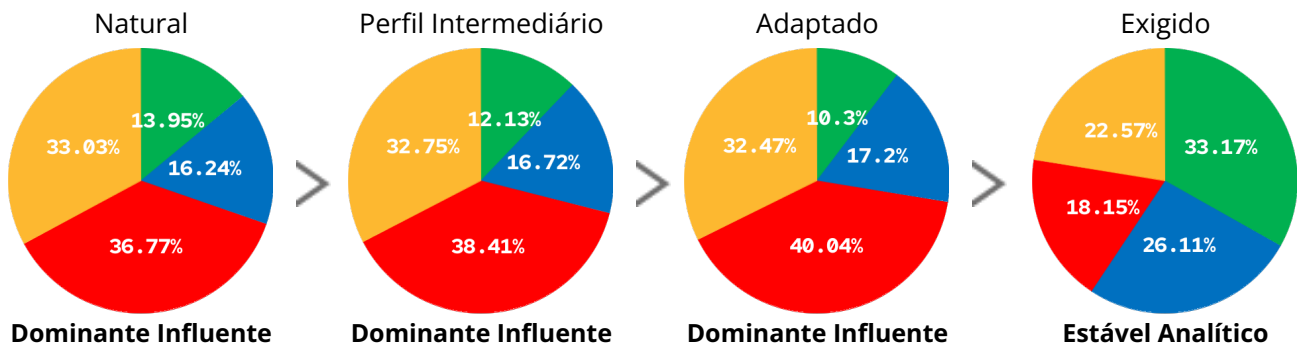 Natural
Perfil Intermediário
Adaptado
Exigido
33.03%
13.95%
16.24%
36.77%
32.75%
12.13%
16.72%
38.41%
32.47%
10.3%
17.2%
40.04%
22.57%
33.17%
18.15%
26.11%
Dominante Influente
Dominante Influente
Dominante Influente
Estável Analítico